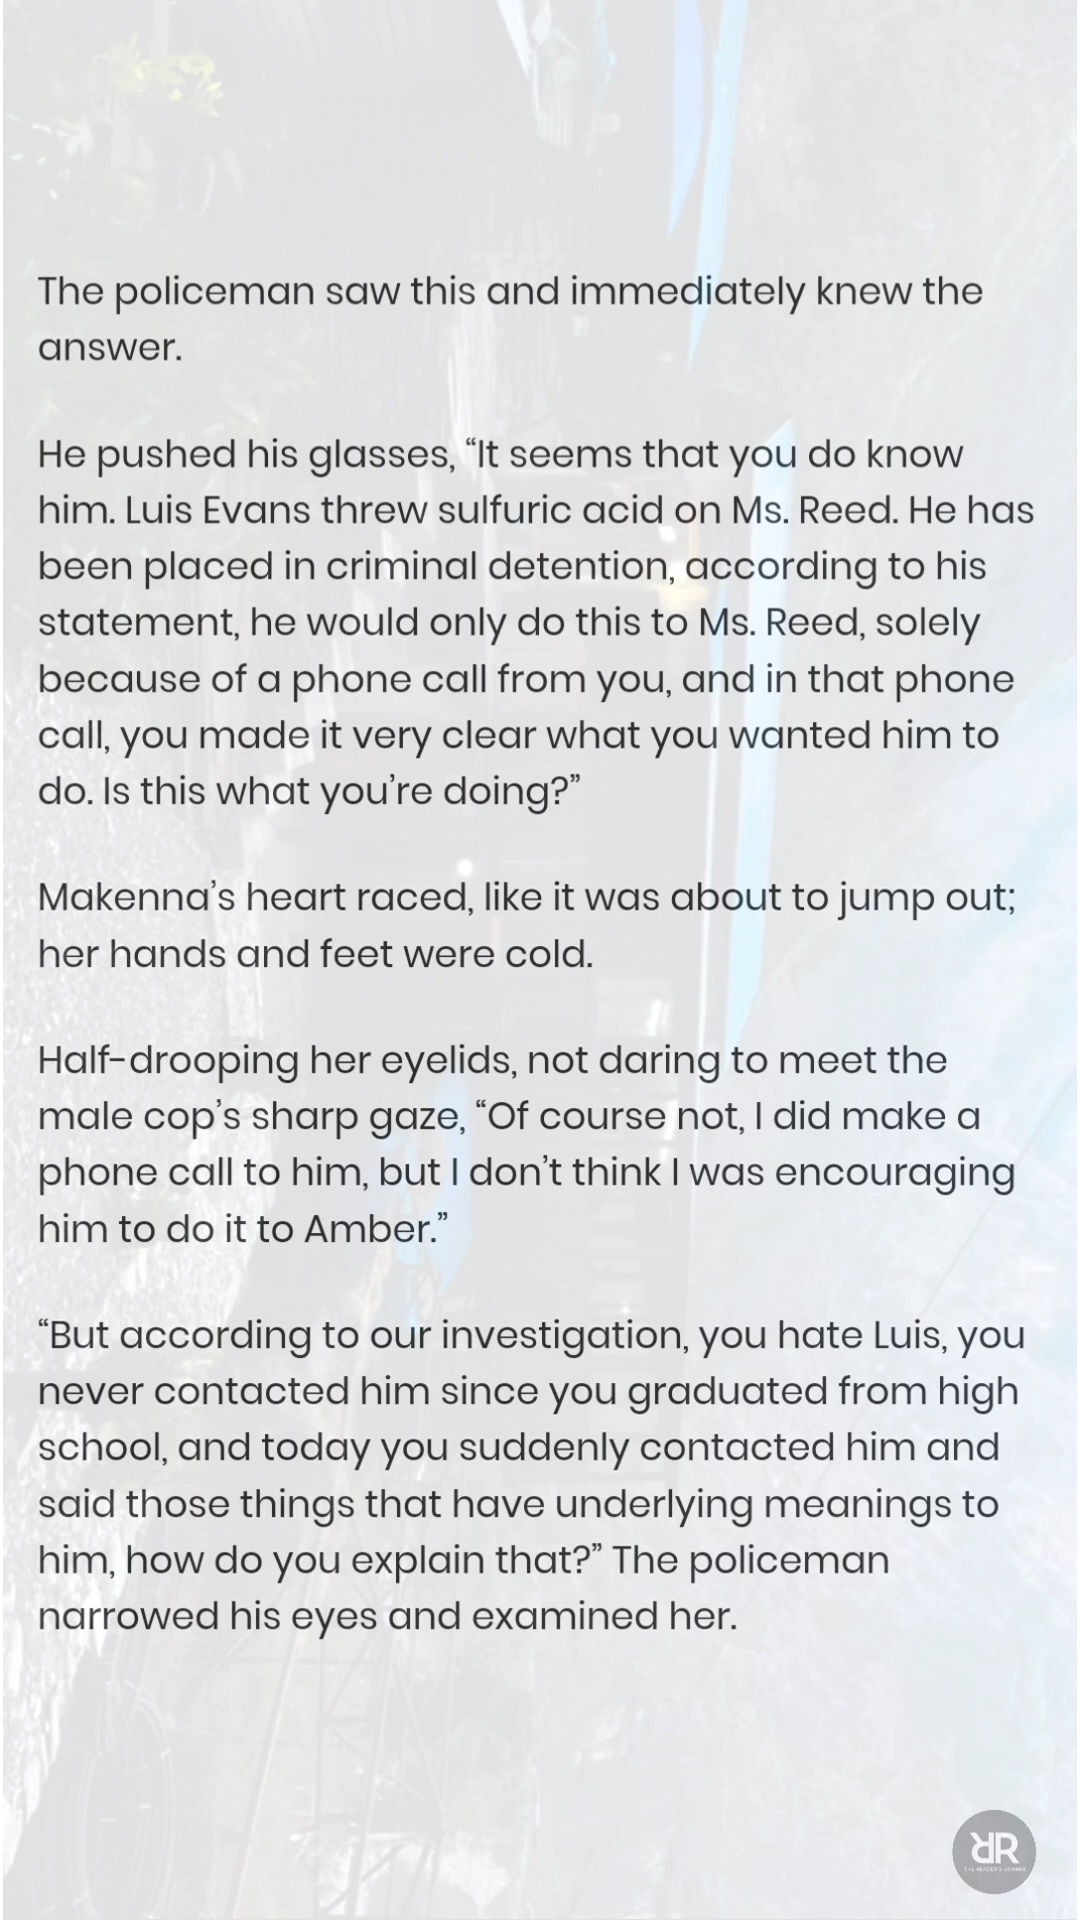 The policeman saw this and immediately knew the
answer.
He pushed his glasses, “It seems that you do know
him. Luis Evans threw sulfuric acid on Ms. Reed. He has
been placed in criminal detention, according to his
statement, he would only do this to Ms. Reed, solely
because of a phone call from you, and in that phone
call, you made it very clear what you wanted him to
do. Is this what you’re doing?”
Makenna’s heart raced, like it was about to jump out;
her hands and feet were cold.
Half-drooping her eyelids, not daring to meet the
male cop’s sharp gaze, “Of course not, I did make a
phone call to him, but I don’t think I was encouraging
him to do it to Amber.”
“But according to our investigation, you hate Luis, you
never contacted him since you graduated from high
school, and today you suddenly contacted him and
said those things that have underlying meanings to
him, how do you explain that?” The policeman
narrowed his eyes and examined her.
RR
THE READER'S CORNER